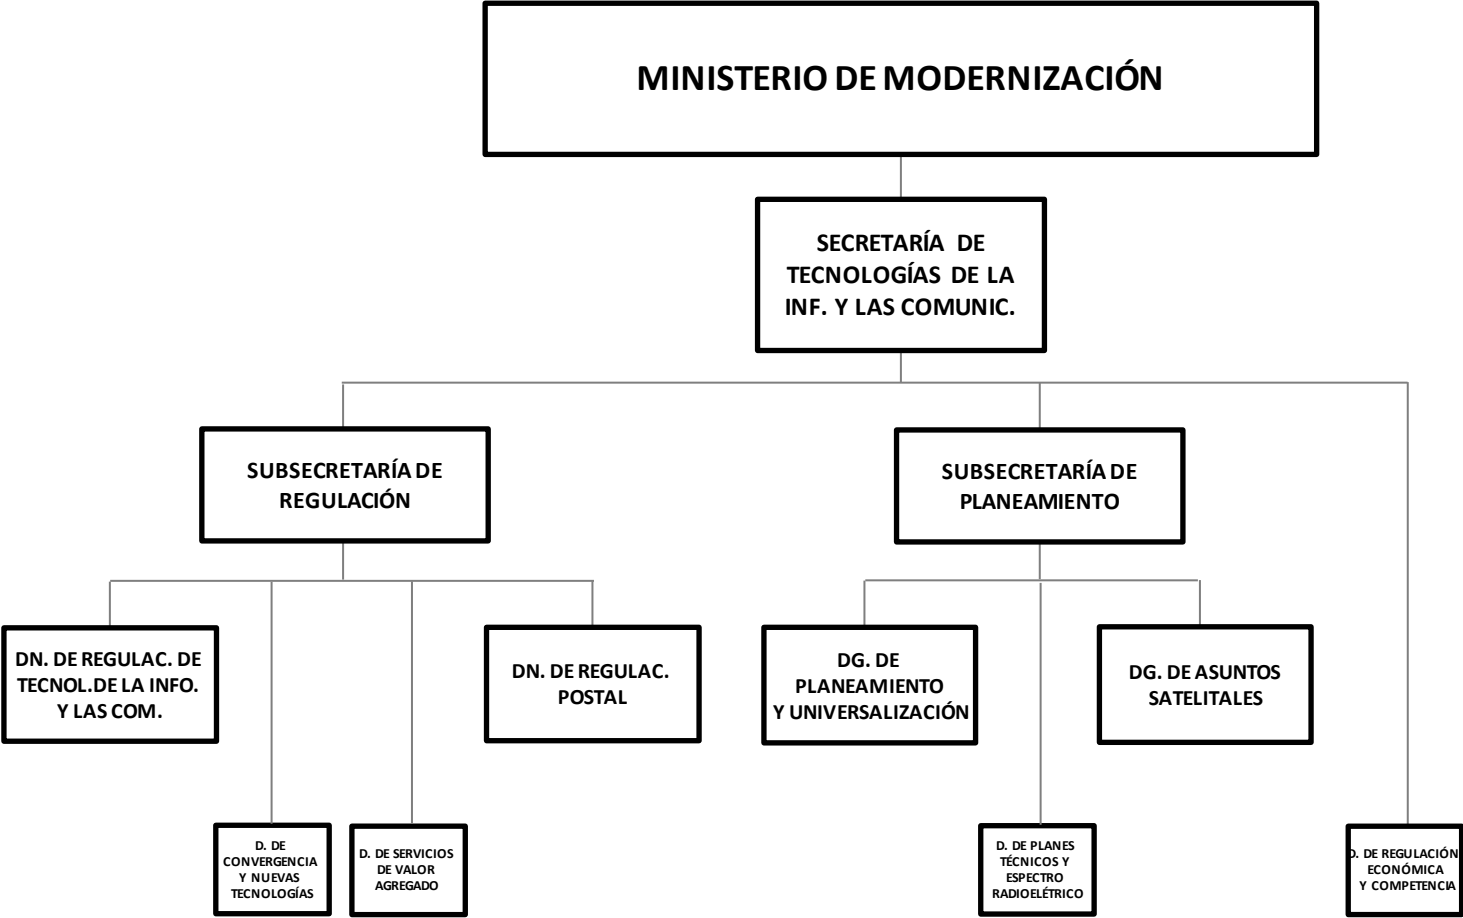 MINISTERIO DE MODERNIZACIÓN
SECRETARÍA DE
TECNOLOGÍAS DE LA
INF. Y LAS COMUNIC.
SUBSECRETARÍA DE
REGULACIÓN
SUBSECRETARÍA DE
PLANEAMIENTO
DN. DE REGULAC. DE
TECNOL.DE LA INFO.
Y LAS COM.
DN. DE REGULAC.
POSTAL
DG. DE
PLANEAMIENTO
Y UNIVERSALIZACIÓN
DG. DE ASUNTOS
SATELITALES
D. DE
CONVERGENCIA
Y NUEVAS
TECNOLOGÍAS
D. DE SERVICIOS
DE VALOR
AGREGADO
D. DE PLANES
TÉCNICOS Y
ESPECTRO
RADIOELÉTRICO
D. DE REGULACIÓN
ECONÓMICA
Y COMPETENCIA